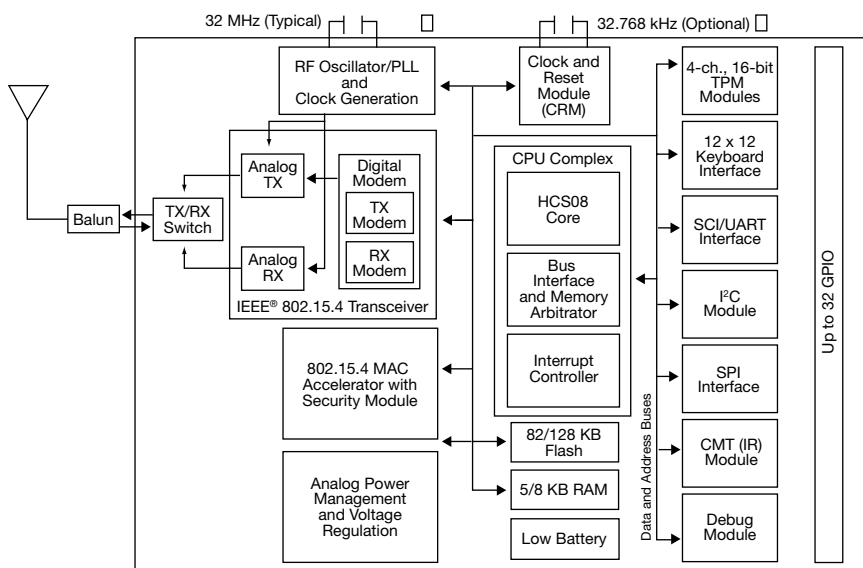 32 MHz (Typical)
32.768 kHz (Optional)
RF Oscillator/PLL
and
Clock Generation
Clock and
Reset Module
(CRM)
4-ch., 16-bit
TPM
Modules
12 x 12
Keyboard
Interface
SCI/UART
Interface
I²C
Module
SPI
Interface
CMT (IR)
Module
Debug
Module
Up to 32 GPIO
Balun
TX/RX
Switch
Analog
TX
Analog
RX
Digital
Modem
TX
Modem
RX
Modem
IEEE® 802.15.4 Transceiver
CPU Complex
HCS08
Core
Bus
Interface
and Memory
Arbitrator
Interrupt
Controller
802.15.4 MAC
Accelerator with
Security Module
82/128 KB
Flash
5/8 KB RAM
Low Battery
Analog Power
Management
and Voltage
Regulation
Data and Address Buses